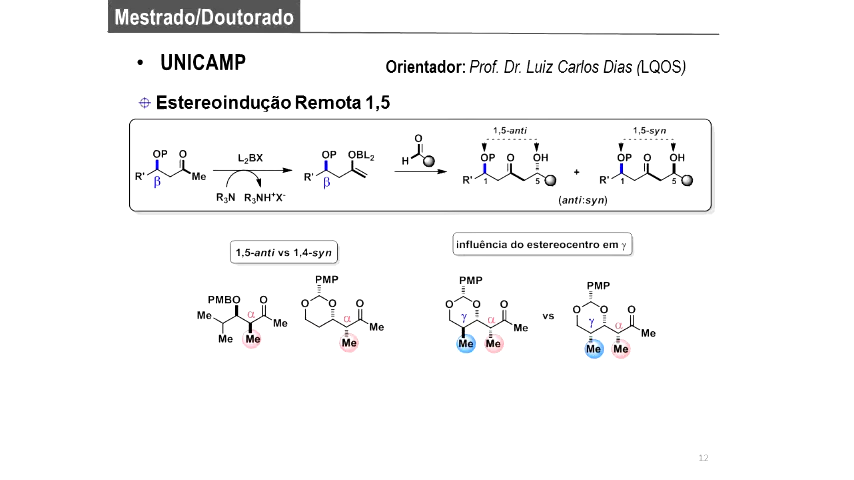 Mestrado/Doutorado
• UNICAMP
Orientador: Prof. Dr. Luiz Carlos Dias (LQOS)
Estereoindução Remota 1,5
1,5-anti
1,5-syn
OP O
R' β Me
L2BX
R3N R3NH+X-
OP OBL2
R' β
O
H
OP O OH
R' 1 5
+
OP O OH
R' 1 5
(anti:syn)
1,5-anti vs 1,4-syn
influência do estereocentro em γ
PMBO O
Me α Me
Me Me
PMP
O O O
α Me
Me
PMP
O O O
γ α Me
Me Me
vs
PMP
O O O
γ α Me
Me Me
12